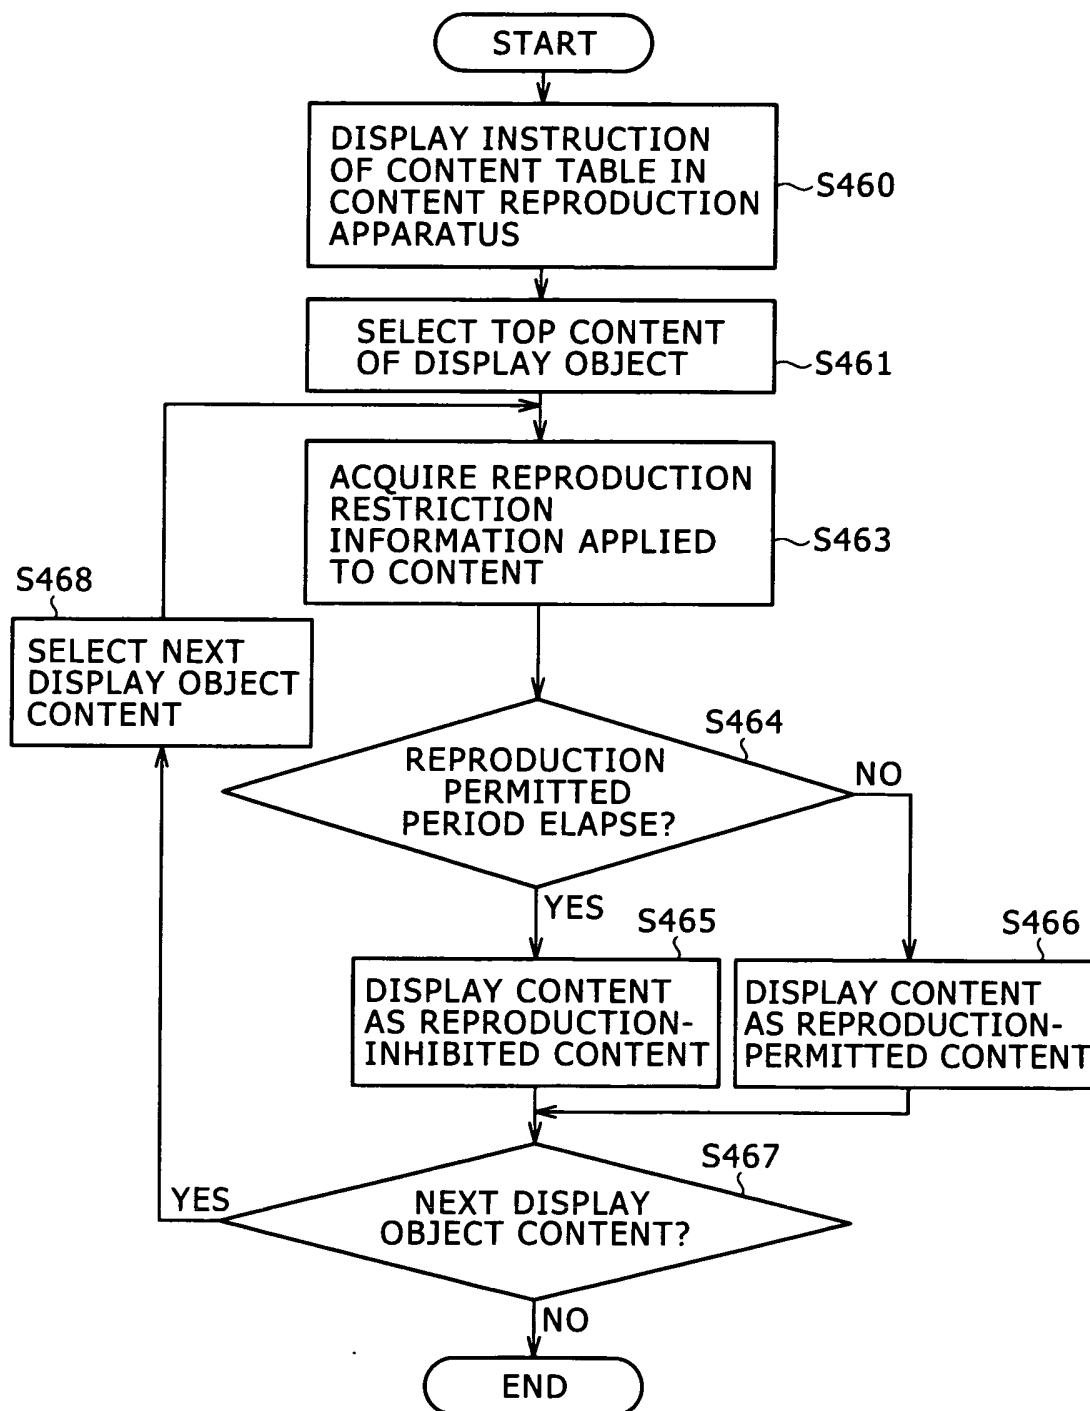 START
DISPLAY INSTRUCTION
OF CONTENT TABLE IN
CONTENT REPRODUCTION
APPARATUS
S460
SELECT TOP CONTENT
OF DISPLAY OBJECT
S461
ACQUIRE REPRODUCTION
RESTRICTION
INFORMATION APPLIED
TO CONTENT
S463
S468
SELECT NEXT
DISPLAY OBJECT
CONTENT
S464
REPRODUCTION
PERMITTED
PERIOD ELAPSE?
NO
YES
S465
DISPLAY CONTENT
AS REPRODUCTION-
INHIBITED CONTENT
S466
DISPLAY CONTENT
AS REPRODUCTION-
PERMITTED CONTENT
S467
NEXT DISPLAY
OBJECT CONTENT?
YES
NO
END